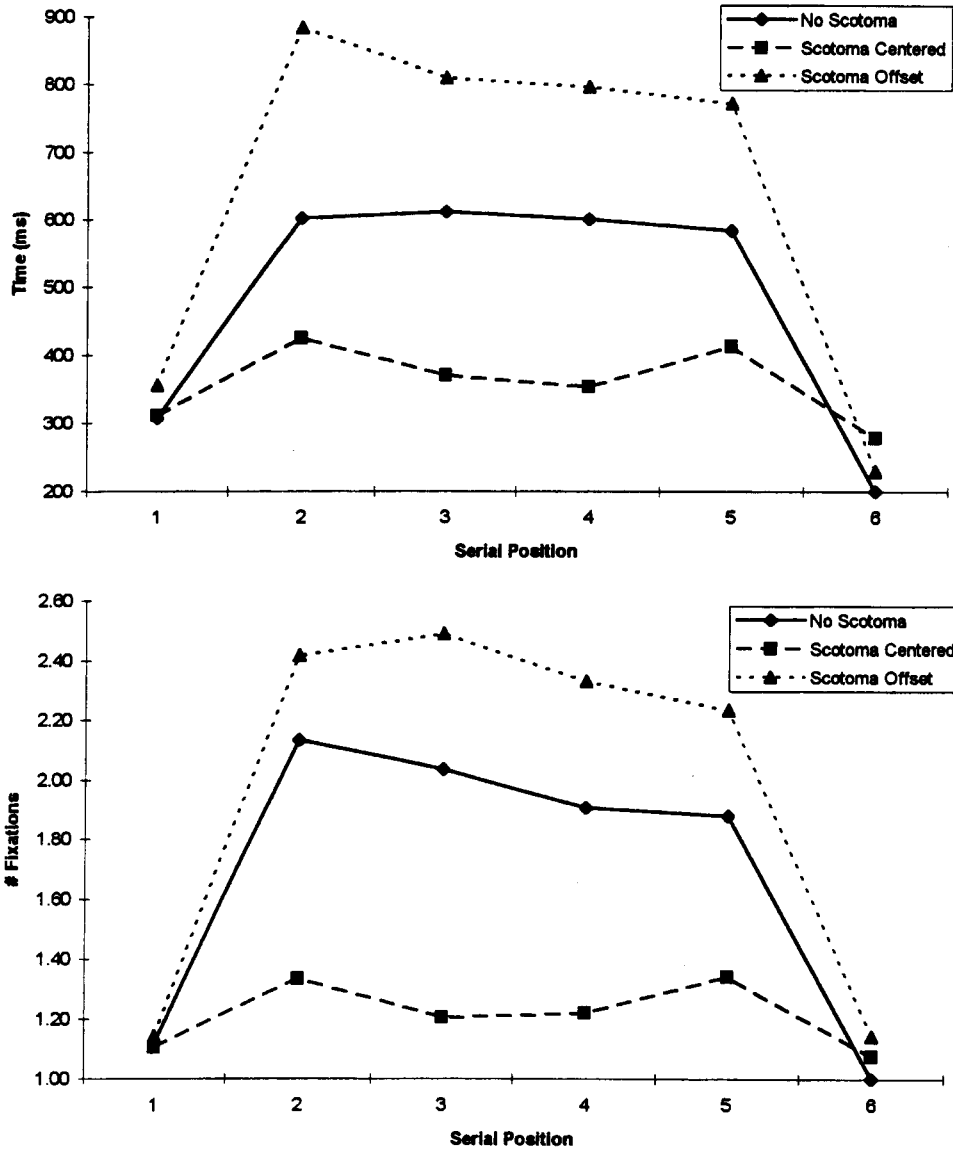 900
800
700
600
500
400
300
200
Time (ms)
1 2 3 4 5 6
Serial Position
No Scotoma
Scotoma Centered
Scotoma Offset
2.60
2.40
2.20
2.00
1.80
1.60
1.40
1.20
1.00
# Fixations
1 2 3 4 5 6
Serial Position
No Scotoma
Scotoma Centered
Scotoma Offset